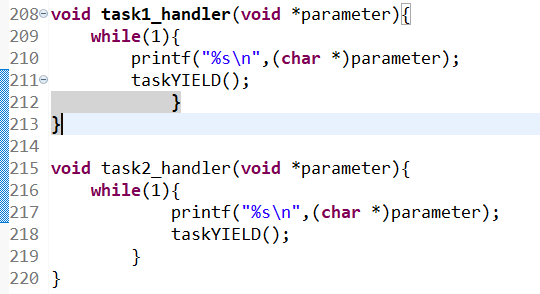 208 void task1_handler(void *parameter){
209     while(1){
210         printf("%s\n",(char *)parameter);
211         taskYIELD();
212             }
213 }
214
215 void task2_handler(void *parameter){
216     while(1){
217             printf("%s\n",(char *)parameter);
218             taskYIELD();
219         }
220 }